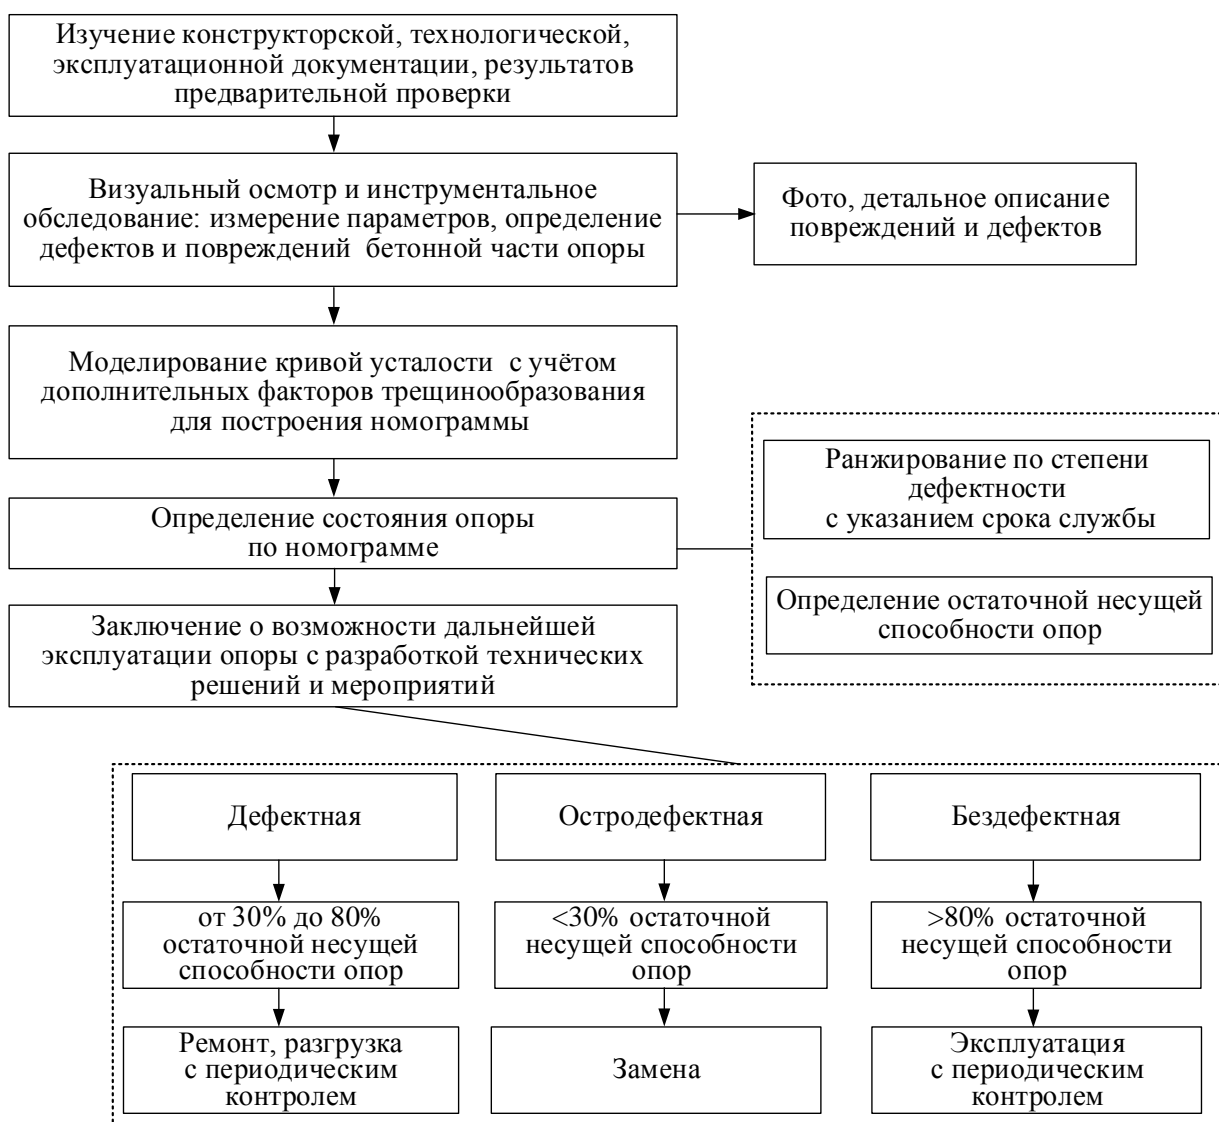 Изучение конструкторской, технологической,
эксплуатационной документации, результатов
предварительной проверки
Визуальный осмотр и инструментальное
обследование: измерение параметров, определение
дефектов и повреждений бетонной части опоры
Фото, детальное описание
повреждений и дефектов
Моделирование кривой усталости с учётом
дополнительных факторов трещинообразования
для построения номограммы
Ранжирование по степени
дефектности
с указанием срока службы
Определение состояния опоры
по номограмме
Определение остаточной несущей
способности опор
Заключение о возможности дальнейшей
эксплуатации опоры с разработкой технических
решений и мероприятий
Дефектная
Остродефектная
Бездефектная
от 30% до 80%
остаточной несущей
способности опор
<30% остаточной
несущей способности
опор
>80% остаточной
несущей способности
опор
Ремонт, разгрузка
с периодическим
контролем
Замена
Эксплуатация
с периодическим
контролем